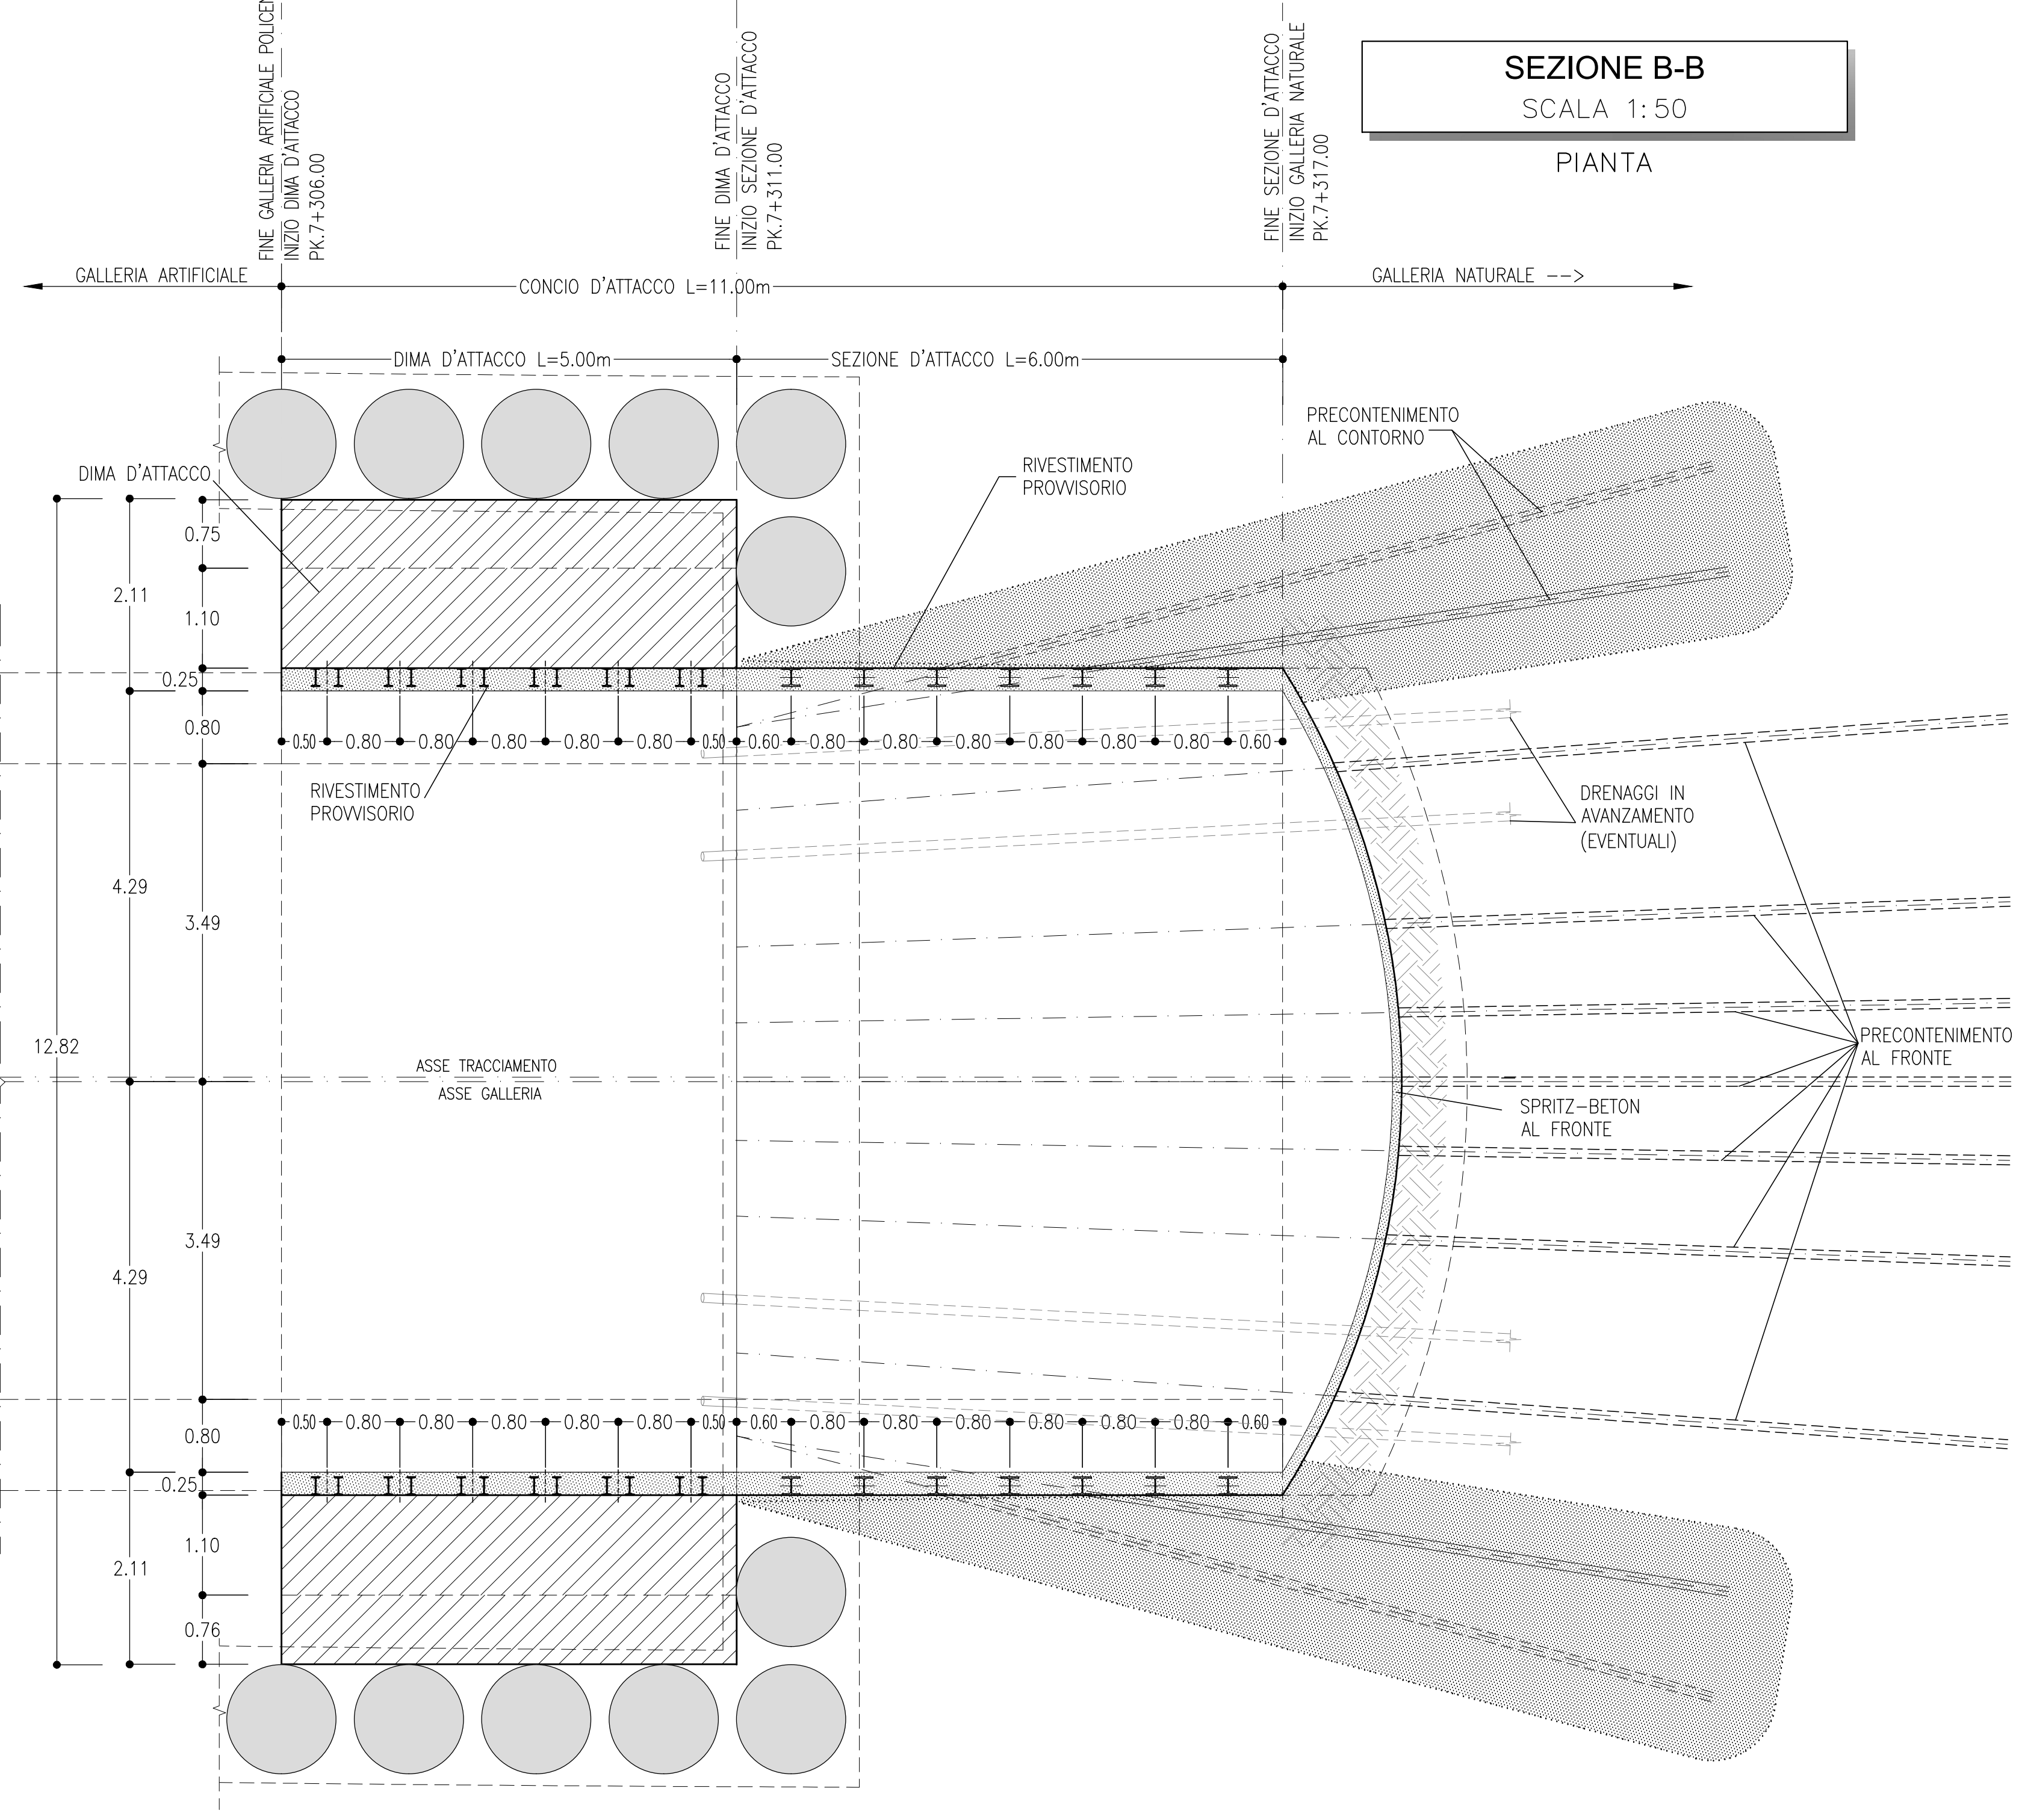 SEZIONE B-B
SCALA 1:50
PIANTA
FINE GALLERIA ARTIFICIALE
INIZIO DIMA D'ATTACCO
PK.7+306.00
FINE DIMA D'ATTACCO
INIZIO SEZIONE D'ATTACCO
PK.7+311.00
FINE SEZIONE D'ATTACCO
INIZIO GALLERIA NATURALE
PK.7+317.00
GALLERIA ARTIFICIALE
CONCIO D'ATTACCO L=11.00m
GALLERIA NATURALE -->
DIMA D'ATTACCO L=5.00m
SEZIONE D'ATTACCO L=6.00m
PRECONTENIMENTO
AL CONTORNO
DIMA D'ATTACCO
RIVESTIMENTO
PROVVISORIO
0.75
2.11
1.10
0.25
0.80
0.50 0.80 0.80 0.80 0.80 0.80 0.50 0.60 0.80 0.80 0.80 0.80 0.80 0.80 0.60
RIVESTIMENTO
PROVVISORIO
DRENAGGI IN
AVANZAMENTO
(EVENTUALI)
4.29
3.49
12.82
PRECONTENIMENTO
AL FRONTE
ASSE TRACCIAMENTO
ASSE GALLERIA
SPRITZ-BETON
AL FRONTE
3.49
4.29
0.50 0.80 0.80 0.80 0.80 0.80 0.50 0.60 0.80 0.80 0.80 0.80 0.80 0.80 0.60
0.80
0.25
1.10
2.11
0.76